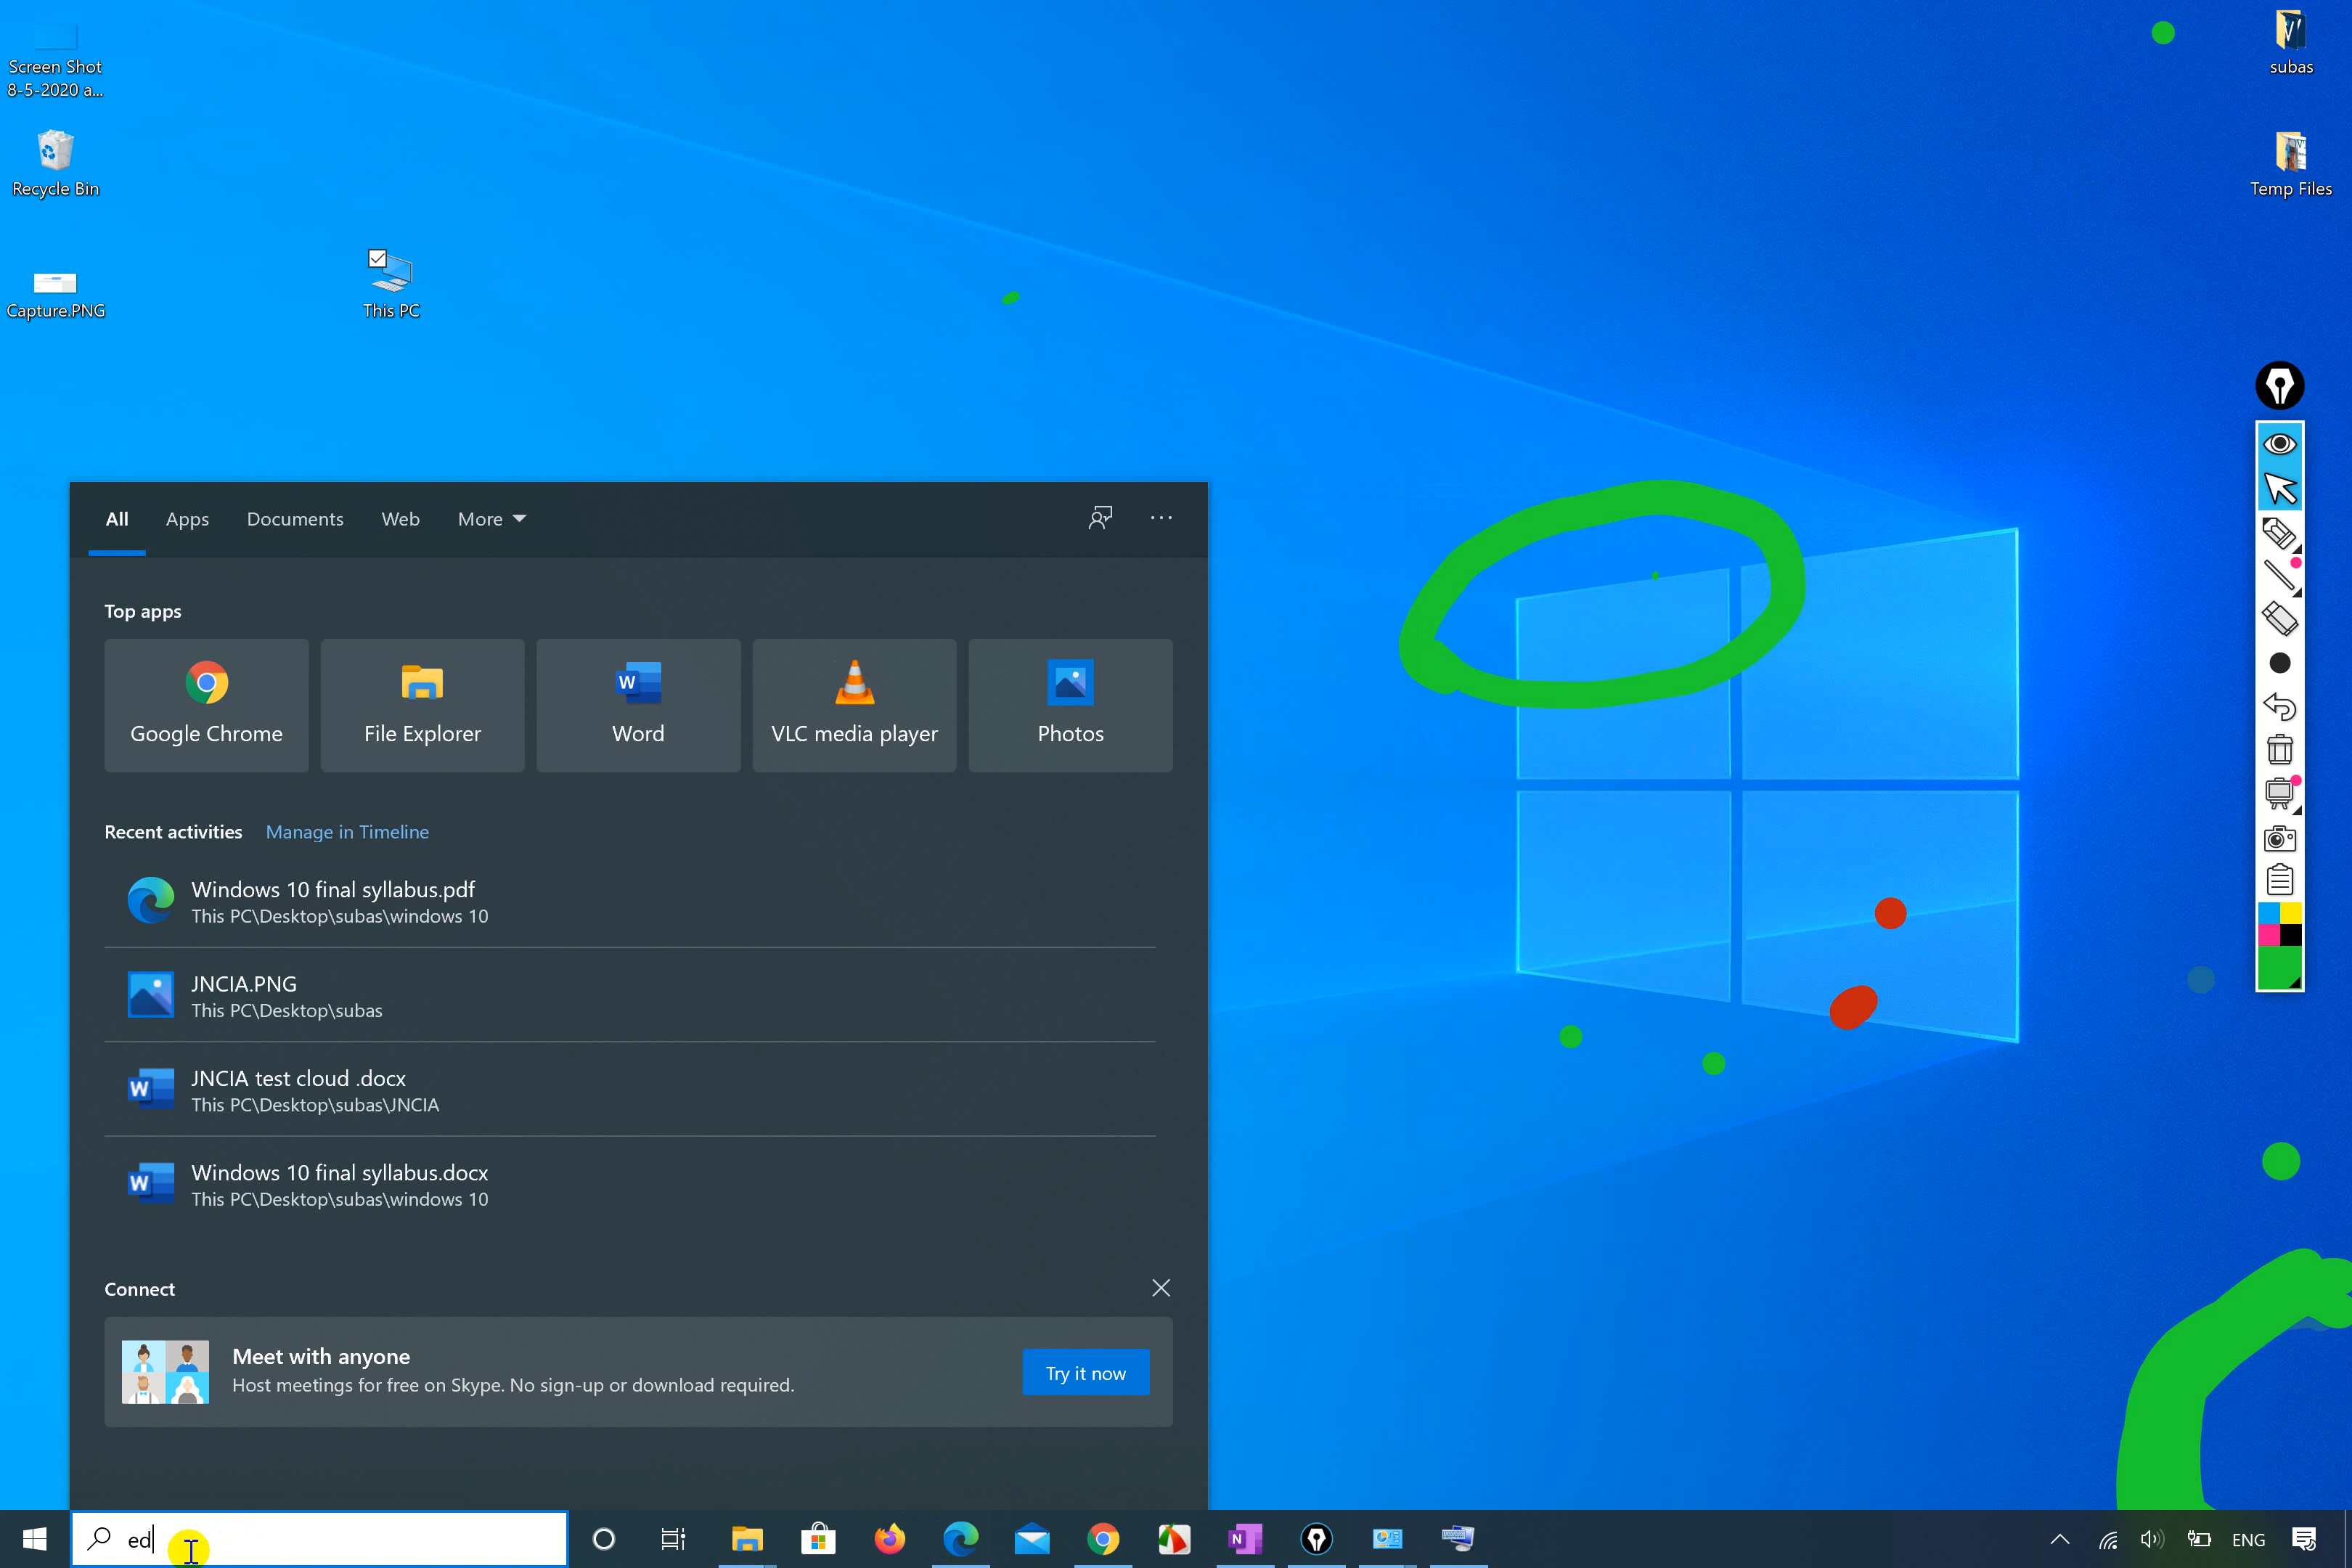 Screen Shot
8-5-2020 a...
Recycle Bin
Capture.PNG
This PC
subas
Temp Files
All Apps Documents Web More
Top apps
Google Chrome File Explorer Word VLC media player Photos
Recent activities Manage in Timeline
Windows 10 final syllabus.pdf
This PC\Desktop\subas\windows 10
JNCIA.PNG
This PC\Desktop\subas
JNCIA test cloud .docx
This PC\Desktop\subas\JNCIA
Windows 10 final syllabus.docx
This PC\Desktop\subas\windows 10
Connect
Meet with anyone
Host meetings for free on Skype. No sign-up or download required.
Try it now
ed
ENG